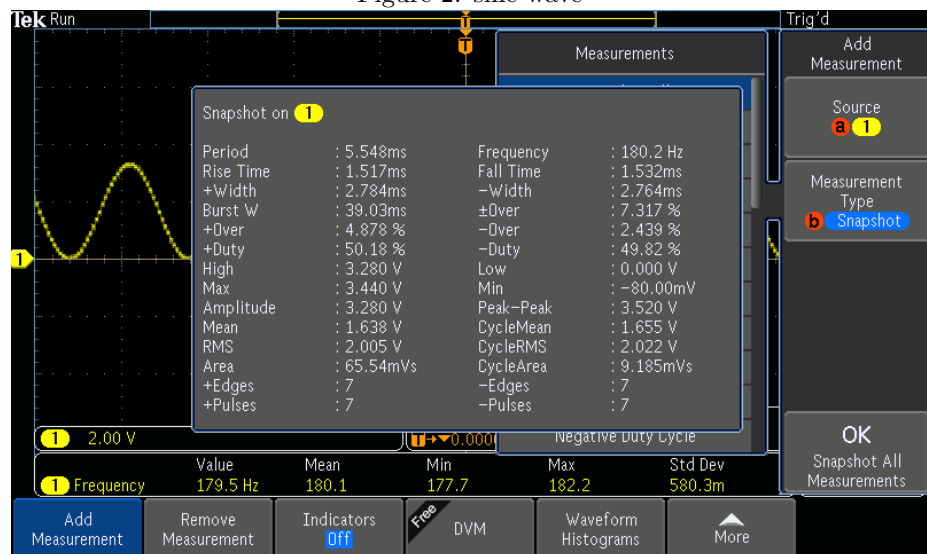 Figure 2: sine wave
Tek Run
Trig'd
T
T
Measurements
Add
Measurement
Source
a 1
Measurement
Type
b Snapshot
Snapshot on 1
Period : 5.548ms Frequency : 180.2 Hz
Rise Time : 1.517ms Fall Time : 1.532ms
+Width : 2.784ms −Width : 2.764ms
Burst W : 39.03ms ±Over : 7.317 %
+Over : 4.878 % −Over : 2.439 %
+Duty : 50.18 % −Duty : 49.82 %
High : 3.280 V Low : 0.000 V
Max : 3.440 V Min : −80.00mV
Amplitude : 3.280 V Peak−Peak : 3.520 V
Mean : 1.638 V CycleMean : 1.655 V
RMS : 2.005 V CycleRMS : 2.022 V
Area : 65.54mVs CycleArea : 9.185mVs
+Edges : 7 −Edges : 7
+Pulses : 7 −Pulses : 7
1
1 2.00 V
T→▼0.000
Negative Duty Cycle
OK
Snapshot All
Measurements
Value Mean Min Max Std Dev
1 Frequency 179.5 Hz 180.1 177.7 182.2 580.3m
Add
Measurement
Remove
Measurement
Indicators
Off
Free
DVM
Waveform
Histograms
More